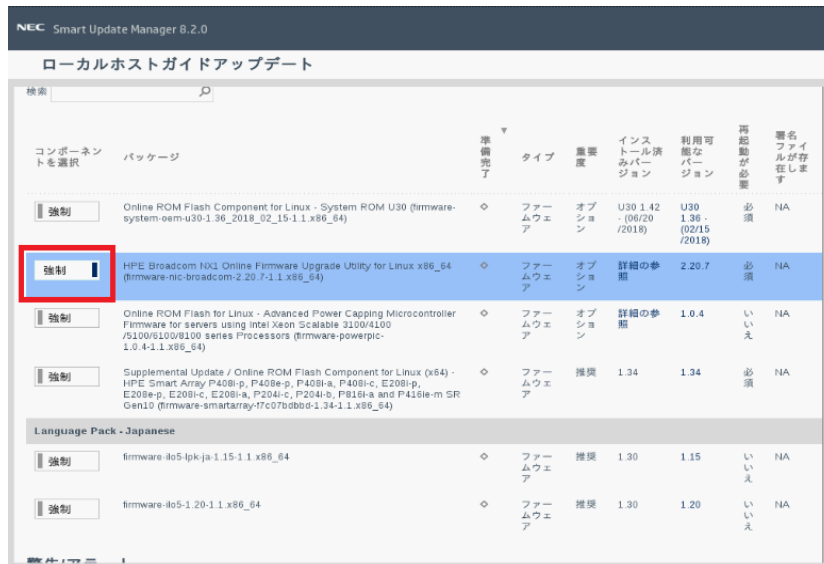 NEC Smart Update Manager 8.2.0
ローカルホストガイドアップデート
検索
コンポーネン
トを選択
パッケージ
準
備
完
了
タイプ
重要
度
インス
トール済
みバー
ジョン
利用可
能な
バー
ジョン
再
起
動
が
必
要
署名
ファイ
ルが存
在しま
す
強制
Online ROM Flash Component for Linux - System ROM U30 (firmware-
system-oem-u30-1.36_2018_02_15-1.1.x86_64)
ファー
ムウェ
ア
オプ
ショ
ン
U30 1.42
- (06/20
/2018)
U30
1.36 -
(02/15
/2018)
必
須
NA
強制
HPE Broadcom NX1 Online Firmware Upgrade Utility for Linux x86_64
(firmware-nic-broadcom-2.20.7-1.1.x86_64)
ファー
ムウェ
ア
オプ
ショ
ン
詳細の参
照
2.20.7
必
須
NA
強制
Online ROM Flash for Linux - Advanced Power Capping Microcontroller
Firmware for servers using Intel Xeon Scalable 3100/4100
/5100/6100/8100 series Processors (firmware-powerpic-
1.0.4-1.1.x86_64)
ファー
ムウェ
ア
オプ
ショ
ン
詳細の参
照
1.0.4
い
い
え
NA
強制
Supplemental Update / Online ROM Flash Component for Linux (x64) -
HPE Smart Array P408i-p, P408e-p, P408i-a, P408i-c, E208i-p,
E208e-p, E208i-c, E208i-a, P204i-c, P204i-b, P816i-a and P416ie-m SR
Gen10 (firmware-smartarray-f7c07bdbbd-1.34-1.1.x86_64)
ファー
ムウェ
ア
推奨
1.34
1.34
必
須
NA
Language Pack - Japanese
強制
firmware-ilo5-lpk-ja-1.15-1.1.x86_64
ファー
ムウェ
ア
推奨
1.30
1.15
い
い
え
NA
強制
firmware-ilo5-1.20-1.1.x86_64
ファー
ムウェ
ア
推奨
1.30
1.20
い
い
え
NA
警告/アラート